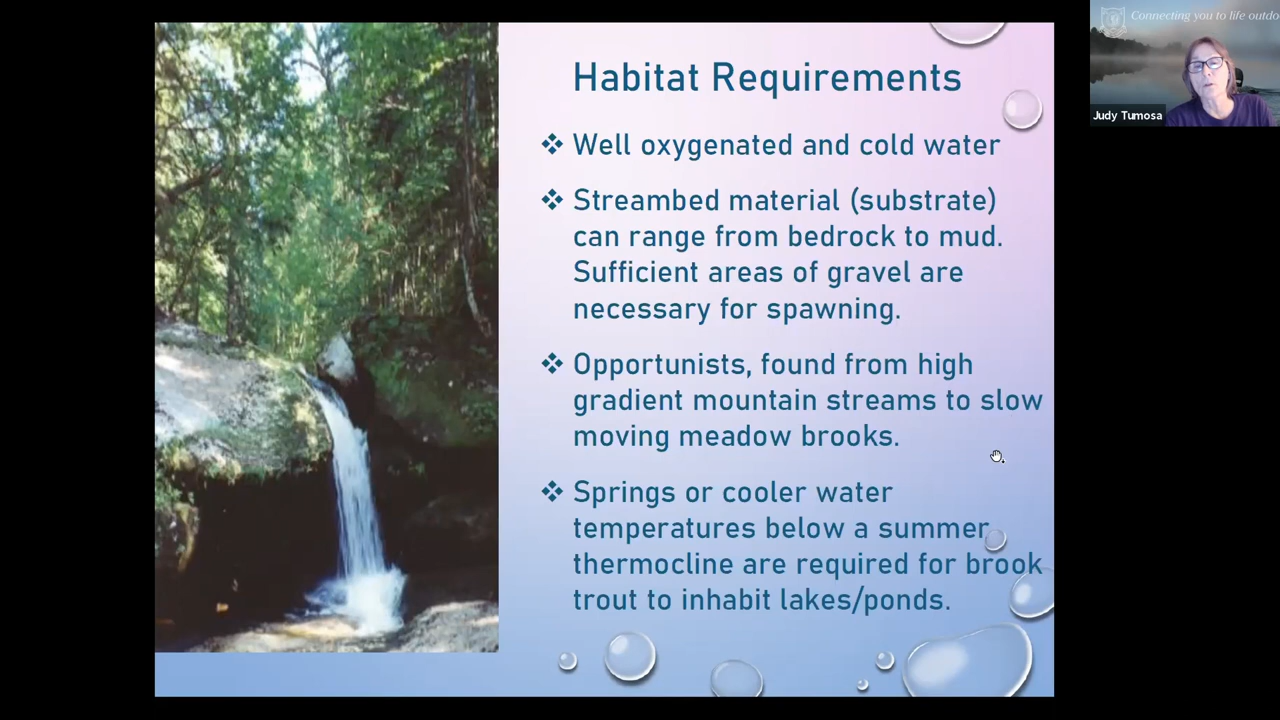 Habitat Requirements
❖ Well oxygenated and cold water
❖ Streambed material (substrate)
can range from bedrock to mud.
Sufficient areas of gravel are
necessary for spawning.
❖ Opportunists, found from high
gradient mountain streams to slow
moving meadow brooks.
❖ Springs or cooler water
temperatures below a summer
thermocline are required for brook
trout to inhabit lakes/ponds.
Connecting you to life outdo
Judy Tumosa